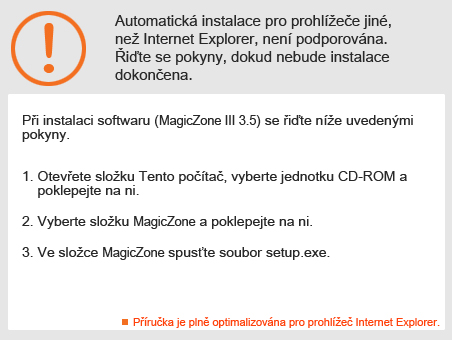 Automatická instalace pro prohlížeče jiné,
než Internet Explorer, není podporována.
Řiďte se pokyny, dokud nebude instalace
dokončena.
Při instalaci softwaru (MagicZone III 3.5) se řiďte níže uvedenými
pokyny.
1. Otevřete složku Tento počítač, vyberte jednotku CD-ROM a
poklepejte na ni.
2. Vyberte složku MagicZone a poklepejte na ni.
3. Ve složce MagicZone spusťte soubor setup.exe.
Příručka je plně optimalizována pro prohlížeč Internet Explorer.